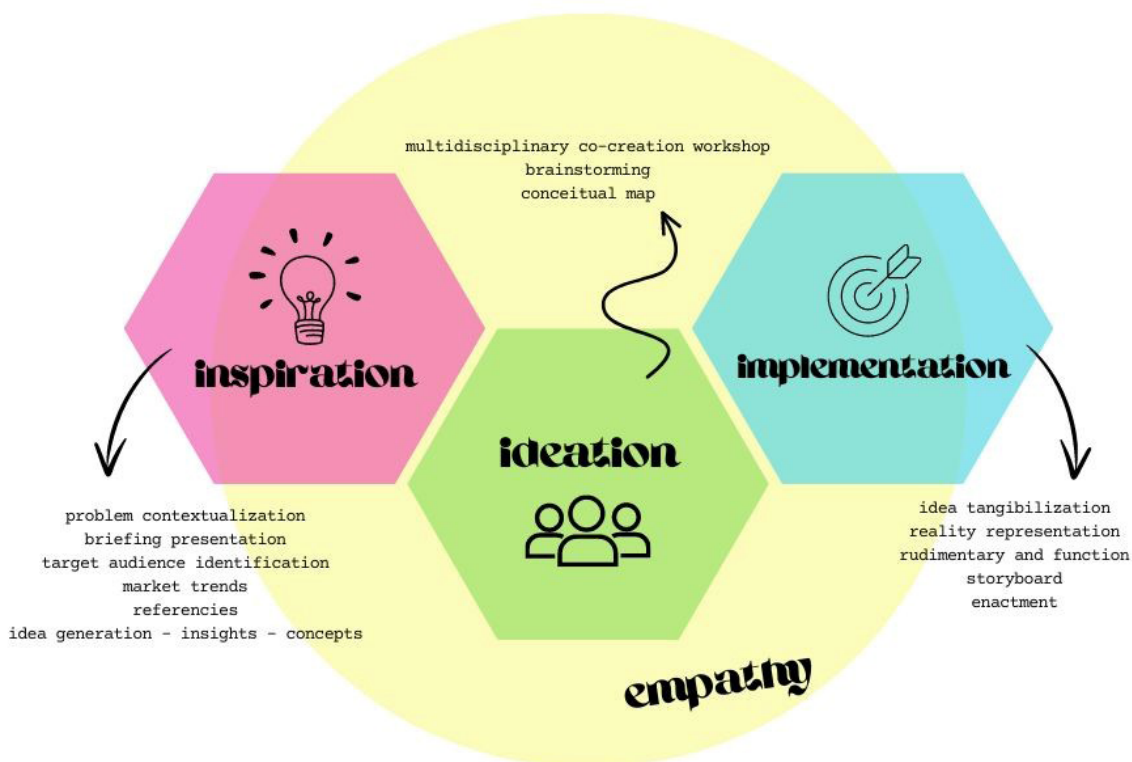 multidisciplinary co-creation workshop
brainstorming
conceitual map
inspiration
problem contextualization
briefing presentation
target audience identification
market trends
referencies
idea generation - insights - concepts
ideation
implementation
idea tangibilization
reality representation
rudimentary and function
storyboard
enactment
empathy